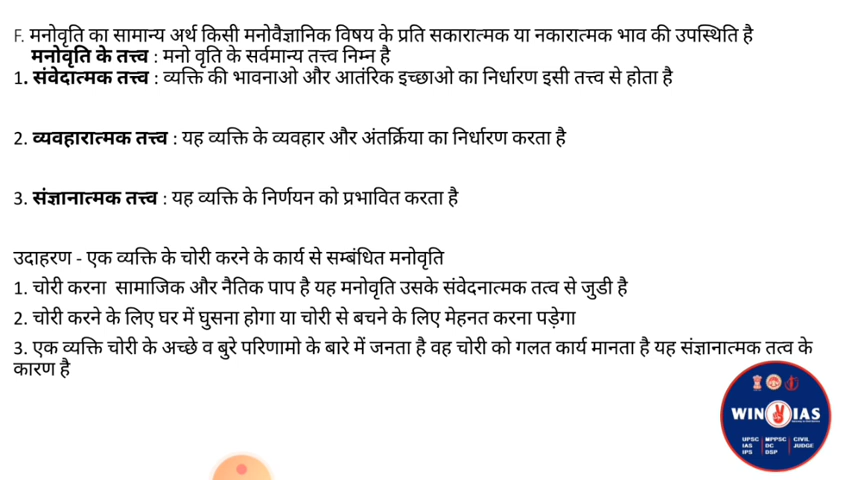 F. मनोवृति का सामान्य अर्थ किसी मनोवैज्ञानिक विषय के प्रति सकारात्मक या नकारात्मक भाव की उपस्थिति है
मनोवृति के तत्त्व : मनो वृति के सर्वमान्य तत्त्व निम्न है
1. संवेदात्मक तत्त्व : व्यक्ति की भावनाओ और आतंरिक इच्छाओ का निर्धारण इसी तत्त्व से होता है
2. व्यवहारात्मक तत्त्व : यह व्यक्ति के व्यवहार और अंतर्क्रिया का निर्धारण करता है
3. संज्ञानात्मक तत्त्व : यह व्यक्ति के निर्णयन को प्रभावित करता है
उदाहरण - एक व्यक्ति के चोरी करने के कार्य से सम्बंधित मनोवृति
1. चोरी करना सामाजिक और नैतिक पाप है यह मनोवृति उसके संवेदनात्मक तत्व से जुडी है
2. चोरी करने के लिए घर में घुसना होगा या चोरी से बचने के लिए मेहनत करना पड़ेगा
3. एक व्यक्ति चोरी के अच्छे व बुरे परिणामो के बारे में जनता है वह चोरी को गलत कार्य मानता है यह संज्ञानात्मक तत्व के
कारण है
WIN IAS
UPSC MPPSC CIVIL
IAS DC JUDGE
IPS DSP